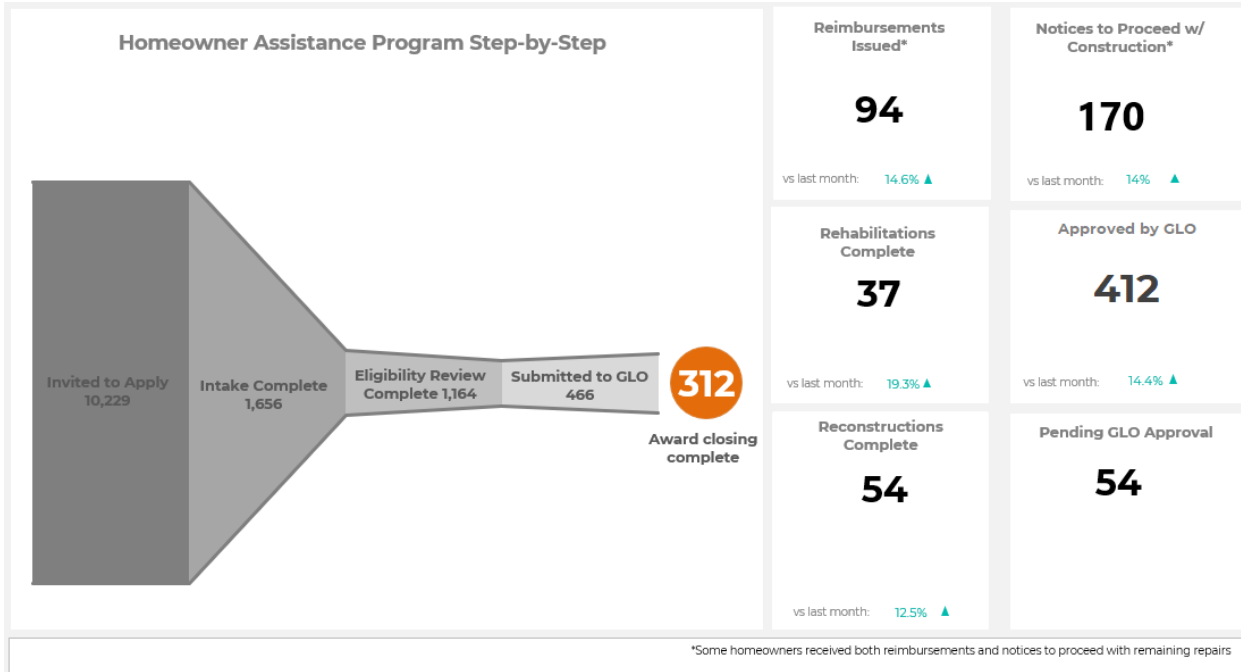 Homeowner Assistance Program Step-by-Step
Invited to Apply
10,229
Intake Complete
1,656
Eligibility Review
Complete 1,164
Submitted to GLO
466
312
Award closing
complete
Reimbursements
Issued*
94
vs last month: 14.6% ▲
Notices to Proceed w/
Construction*
170
vs last month: 14% ▲
Rehabilitations
Complete
37
vs last month: 19.3% ▲
Approved by GLO
412
vs last month: 14.4% ▲
Reconstructions
Complete
54
vs last month: 12.5% ▲
Pending GLO Approval
54
*Some homeowners received both reimbursements and notices to proceed with remaining repairs